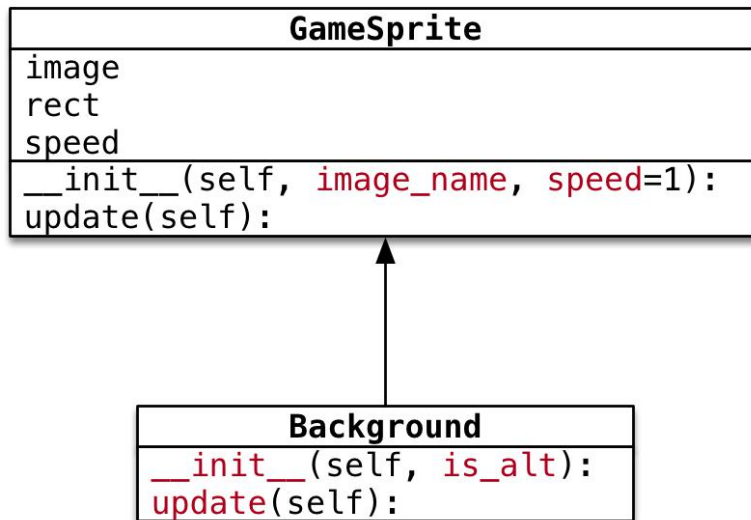 GameSprite
image
rect
speed
__init__(self, image_name, speed=1):
update(self):
Background
__init__(self, is_alt):
update(self):